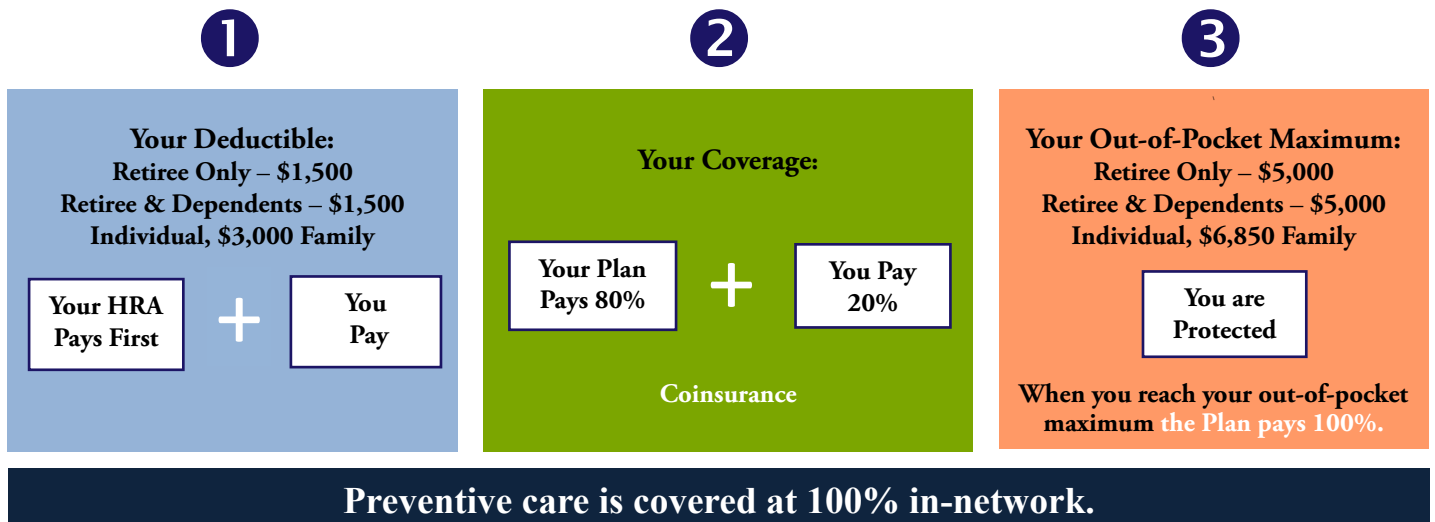 1
Your Deductible:
Retiree Only – $1,500
Retiree & Dependents – $1,500
Individual, $3,000 Family
Your HRA
Pays First
+
You
Pay
2
Your Coverage:
Your Plan
Pays 80%
+
You Pay
20%
Coinsurance
3
Your Out-of-Pocket Maximum:
Retiree Only – $5,000
Retiree & Dependents – $5,000
Individual, $6,850 Family
You are
Protected
When you reach your out-of-pocket
maximum the Plan pays 100%.
Preventive care is covered at 100% in-network.